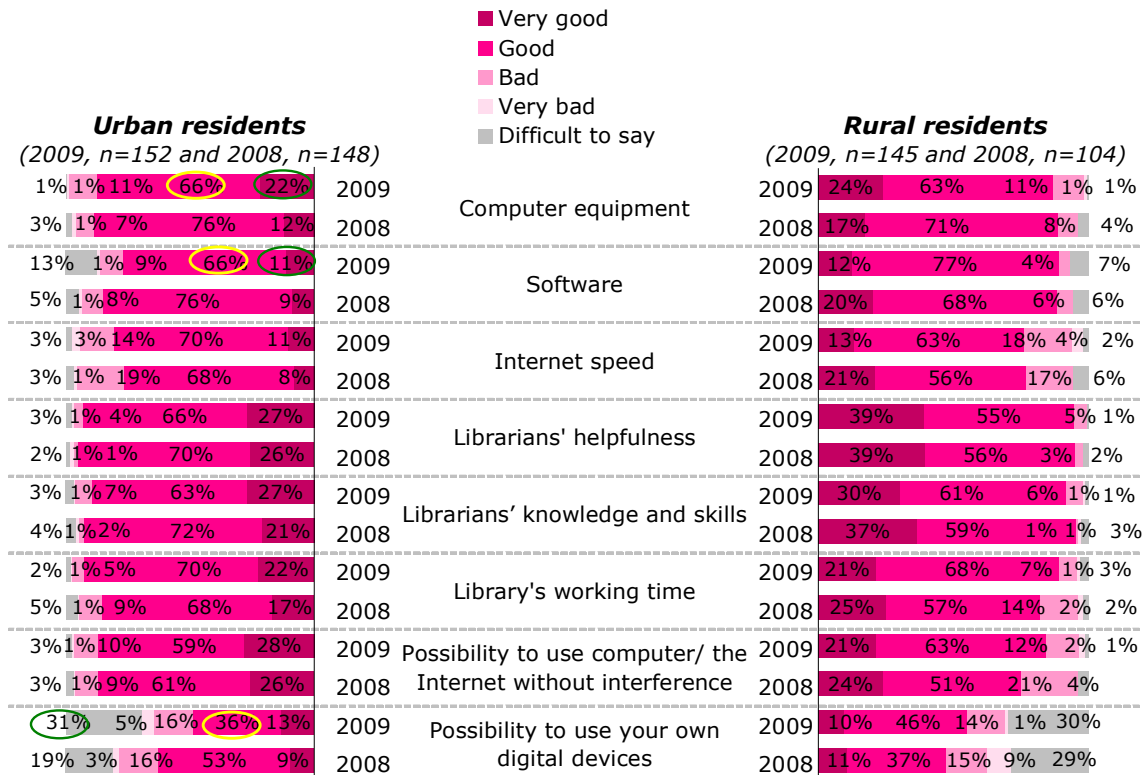 Very good
Good
Bad
Very bad
Difficult to say
Urban residents
(2009, n=152 and 2008, n=148)
Rural residents
(2009, n=145 and 2008, n=104)
1% 1% 11% 66% 22% 2009
3% 1% 7% 76% 12% 2008
Computer equipment
2009 24% 63% 11% 1% 1%
2008 17% 71% 8% 4%
13% 1% 9% 66% 11% 2009
5% 1% 8% 76% 9% 2008
Software
2009 12% 77% 4% 7%
2008 20% 68% 6% 6%
3% 3% 14% 70% 11% 2009
3% 1% 19% 68% 8% 2008
Internet speed
2009 13% 63% 18% 4% 2%
2008 21% 56% 17% 6%
3% 1% 4% 66% 27% 2009
2% 1% 1% 70% 26% 2008
Librarians' helpfulness
2009 39% 55% 5% 1%
2008 39% 56% 3% 2%
3% 1% 7% 63% 27% 2009
4% 1% 2% 72% 21% 2008
Librarians’ knowledge and skills
2009 30% 61% 6% 1% 1%
2008 37% 59% 1% 1% 3%
2% 1% 5% 70% 22% 2009
5% 1% 9% 68% 17% 2008
Library's working time
2009 21% 68% 7% 1% 3%
2008 25% 57% 14% 2% 2%
3% 1% 10% 59% 28% 2009
3% 1% 9% 61% 26% 2008
Possibility to use computer/ the
Internet without interference
2009 21% 63% 12% 2% 1%
2008 24% 51% 21% 4%
31% 5% 16% 36% 13% 2009
19% 3% 16% 53% 9% 2008
Possibility to use your own
digital devices
2009 10% 46% 14% 1% 30%
2008 11% 37% 15% 9% 29%